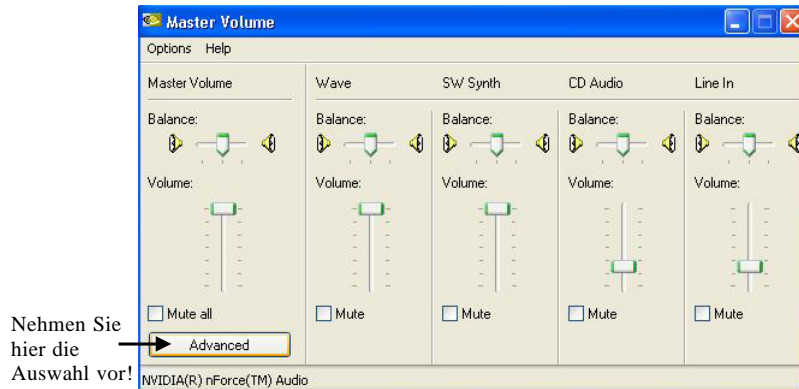 Master Volume
Options Help
Master Volume Wave SW Synth CD Audio Line In
Balance: Balance: Balance: Balance: Balance:
Volume: Volume: Volume: Volume: Volume:
Mute all Mute Mute Mute Mute
Advanced
Nehmen Sie
hier die
Auswahl vor!
NVIDIA(R) nForce(TM) Audio